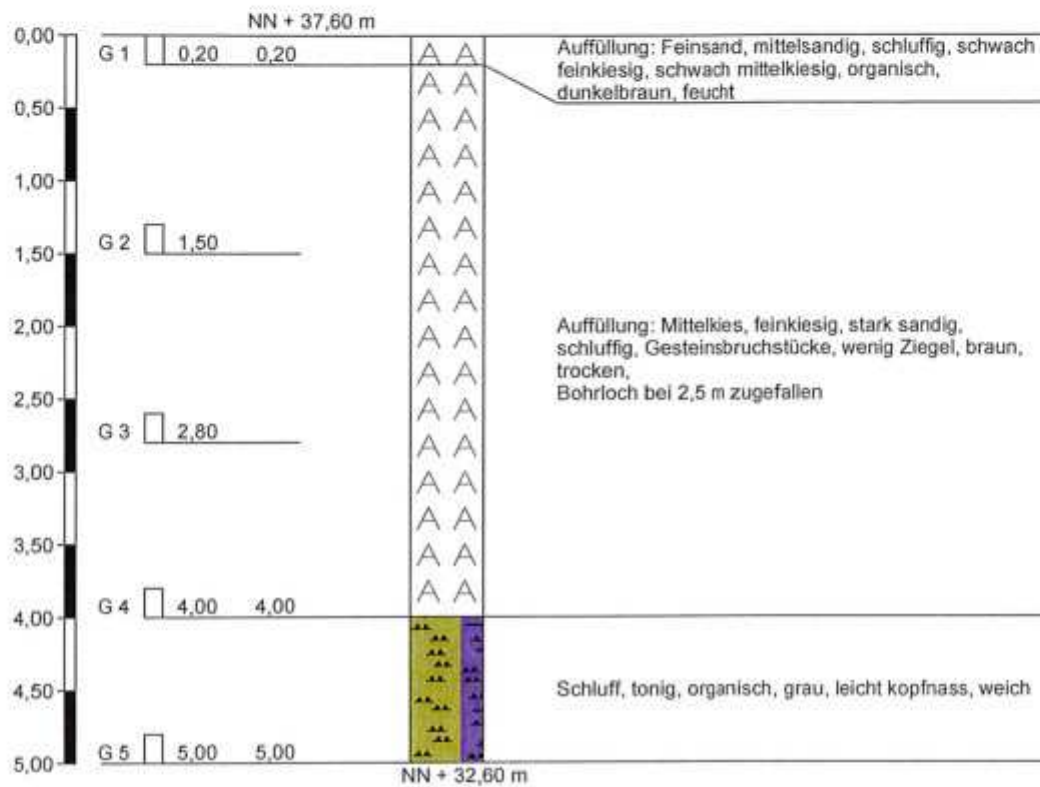 NN + 37,60 m
0,00
G 1 0,20 0,20
Auffüllung: Feinsand, mittelsandig, schluffig, schwach
feinkiesig, schwach mittelkiesig, organisch,
dunkelbraun, feucht
0,50
1,00
G 2 1,50
1,50
2,00
Auffüllung: Mittelkies, feinkiesig, stark sandig,
schluffig, Gesteinsbruchstücke, wenig Ziegel, braun,
trocken,
Bohrloch bei 2,5 m zugefallen
2,50
G 3 2,80
3,00
3,50
G 4 4,00 4,00
4,00
4,50
Schluff, tonig, organisch, grau, leicht kopfnass, weich
G 5 5,00 5,00
5,00
NN + 32,60 m